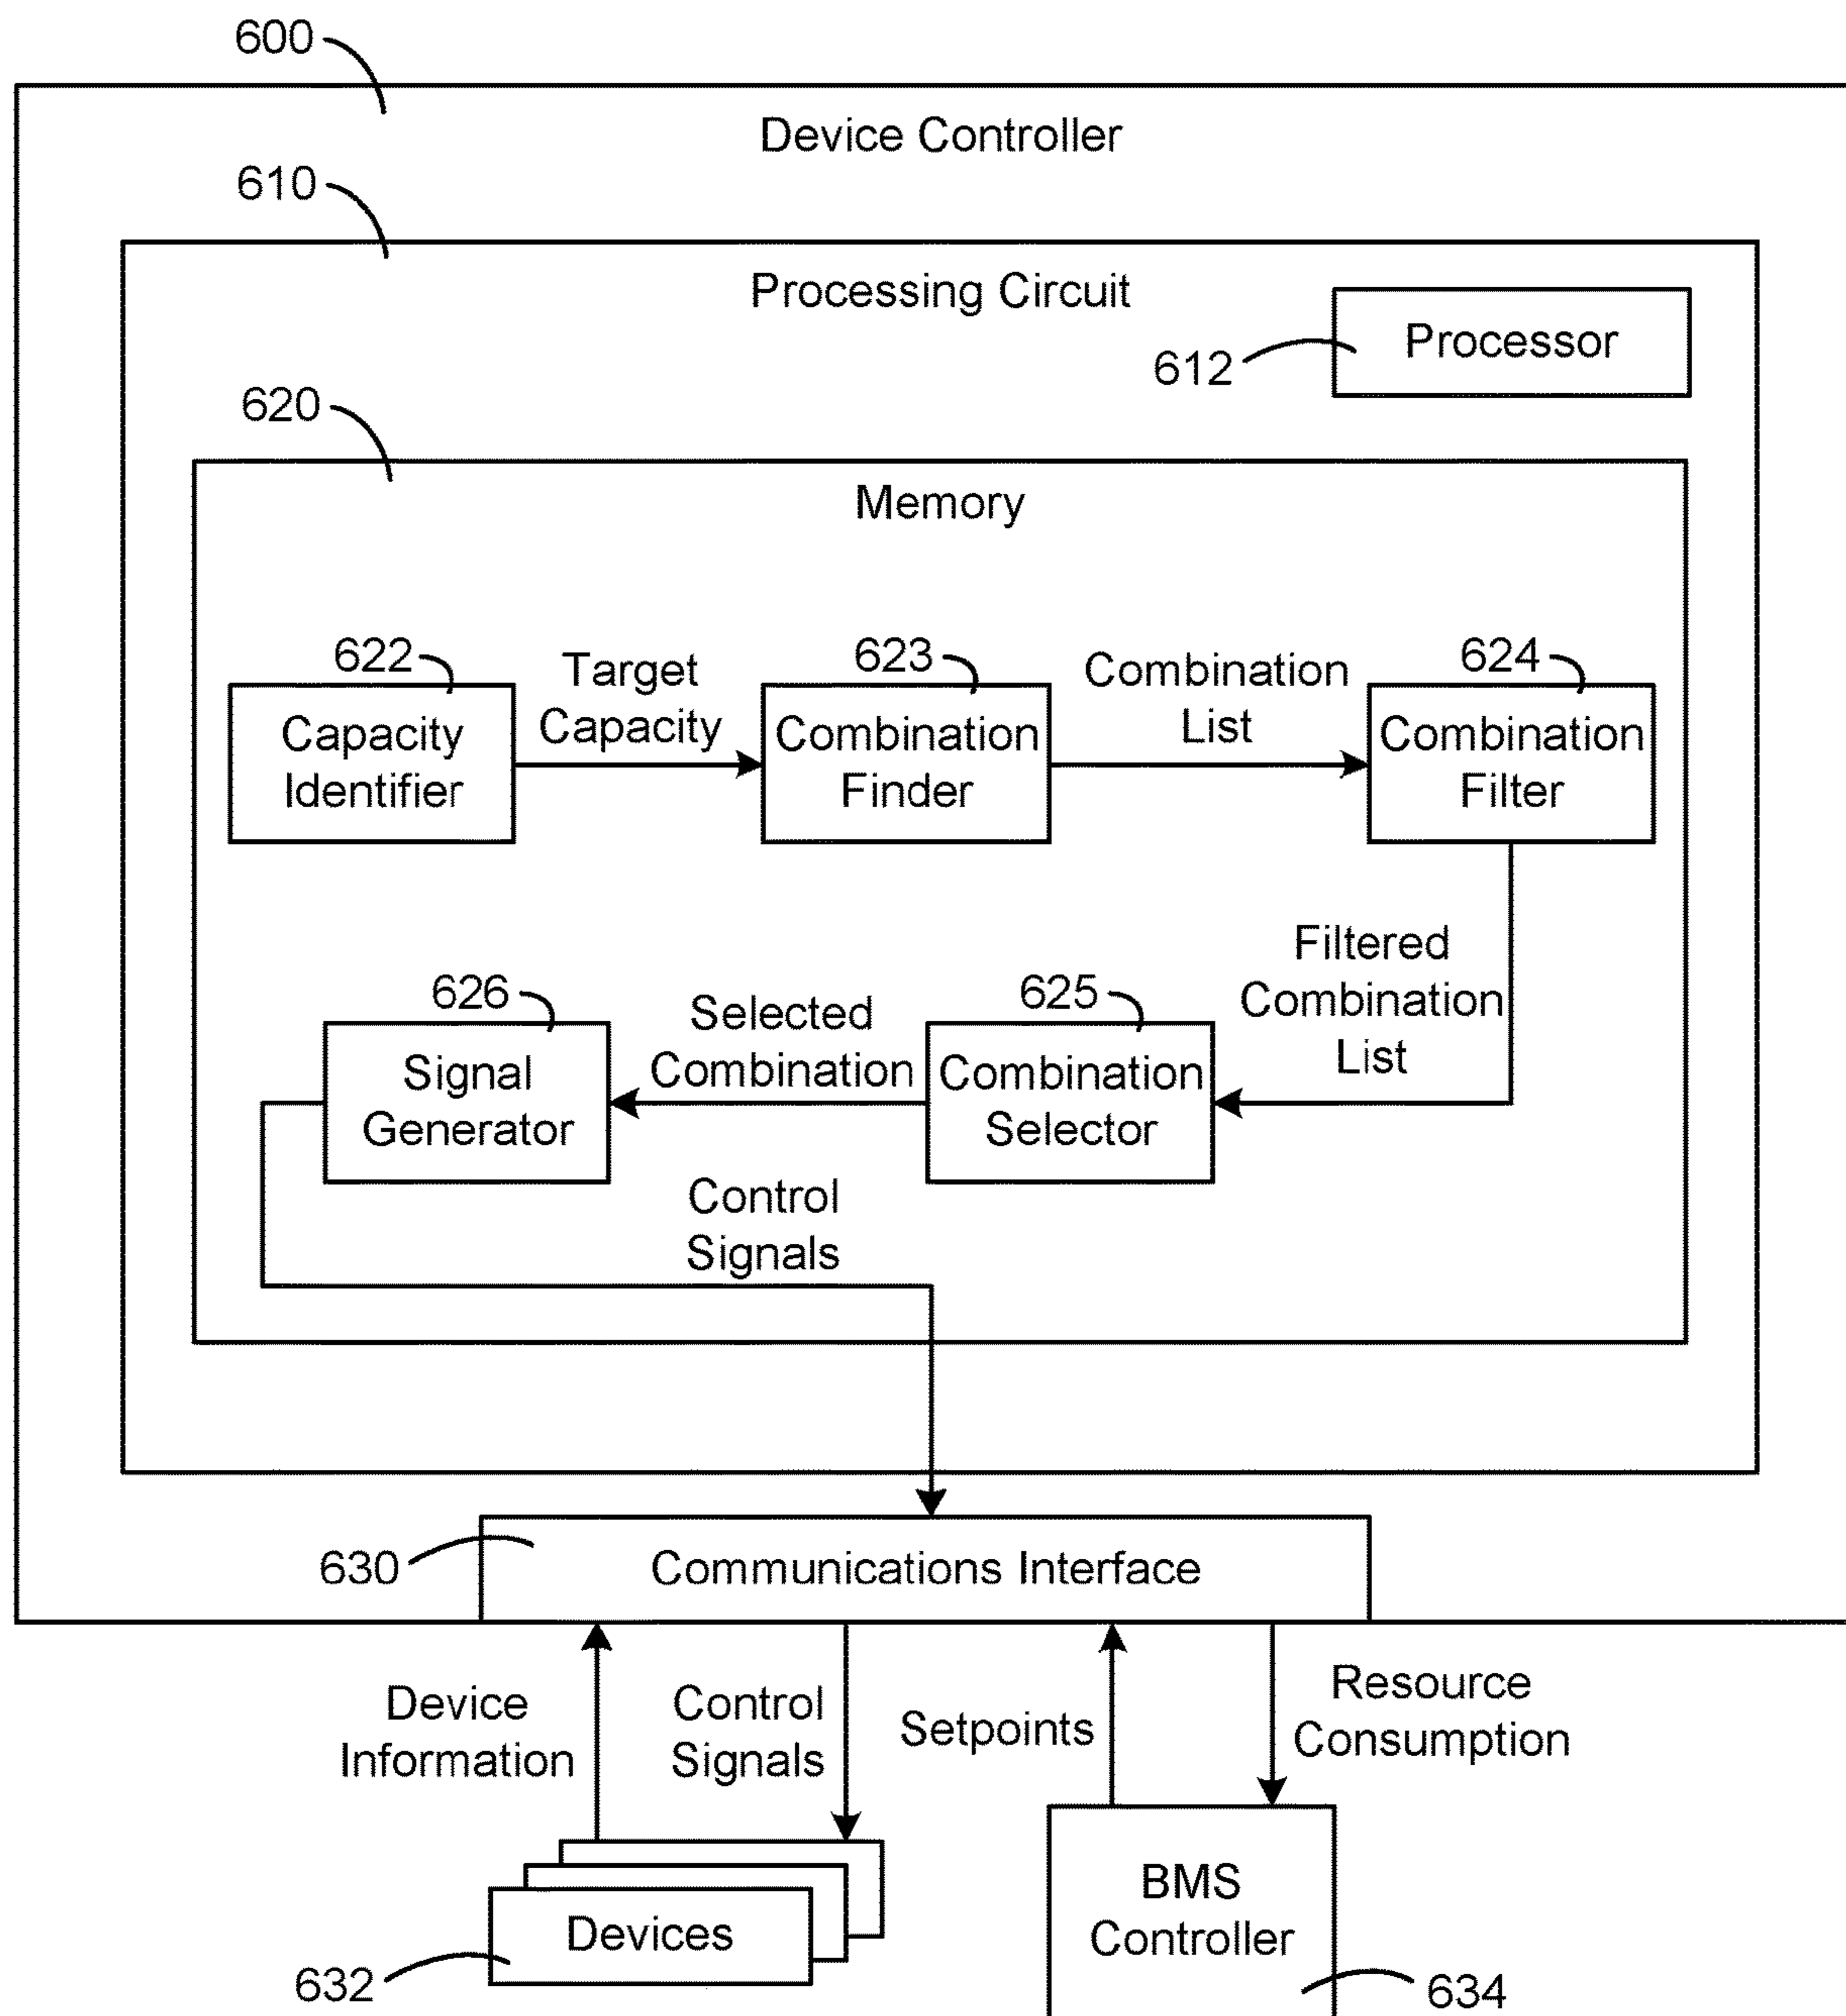 600
Device Controller
610
Processing Circuit
Processor
612
620
Memory
622
Target
Capacity
623
Combination
List
624
Capacity
Identifier
Combination
Finder
Combination
Filter
Filtered
Combination
List
626
Selected
Combination
625
Signal
Generator
Combination
Selector
Control
Signals
630
Communications Interface
Device
Information
Control
Signals
Setpoints
Resource
Consumption
Devices
632
BMS
Controller
634